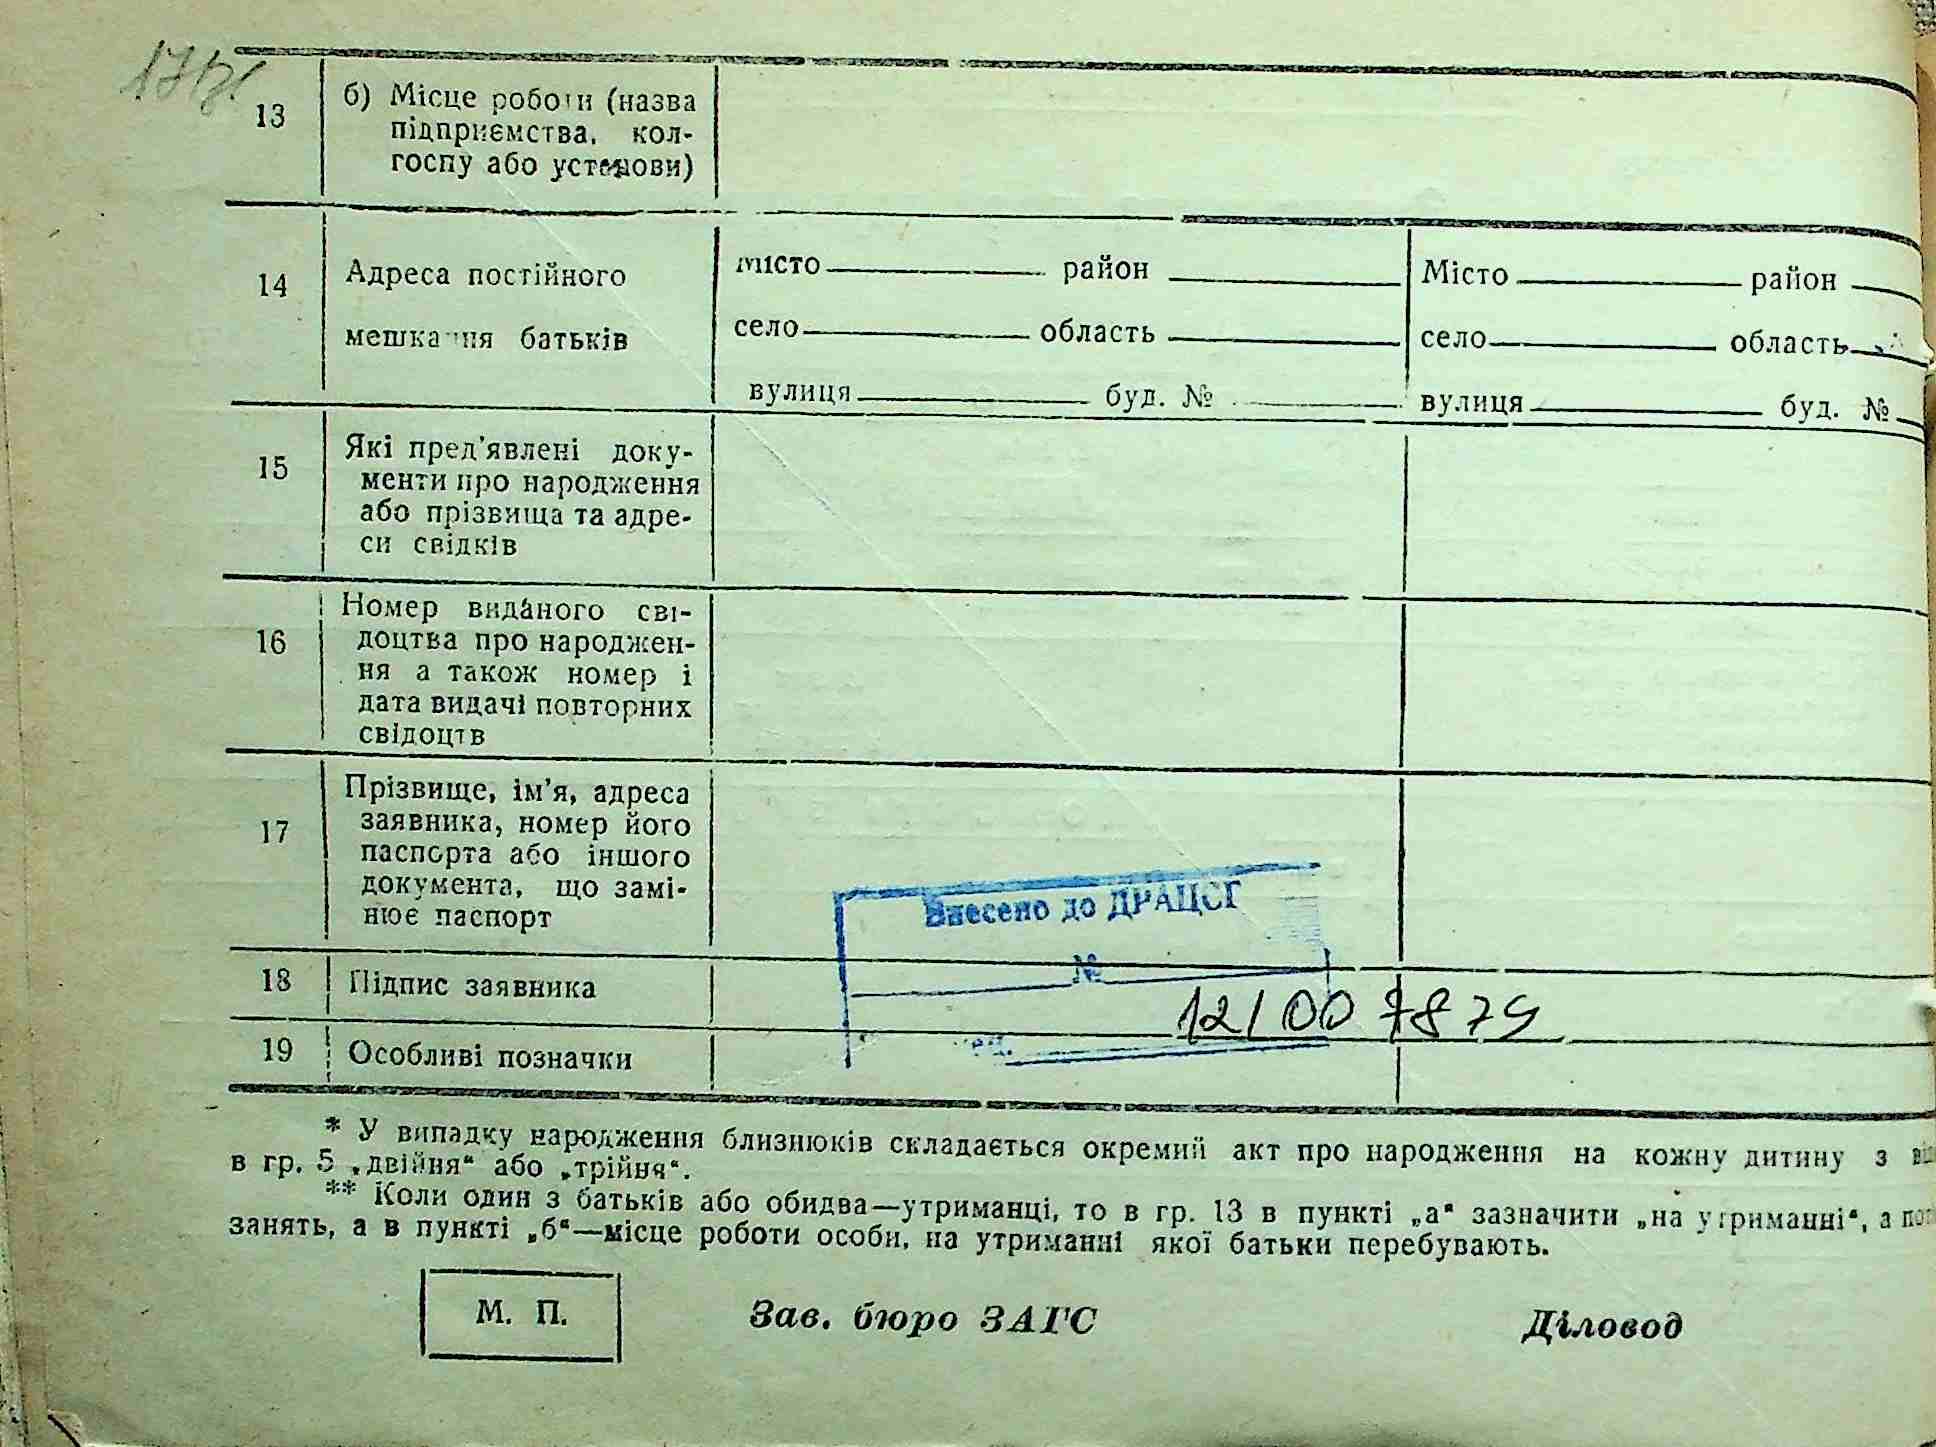 13
б) Місце роботи (назва
підприємства, кол-
госпу або установи)
14
Адреса постійного
мешкання батьків
місто район
село область
вулиця буд. №
Місто район
село область
вулиця буд. №
15
Які пред'явлені доку-
менти про народження
або прізвища та адре-
си свідків
16
Номер виданого сві-
доцтва про народжен-
ня а також номер і
дата видачі повторних
свідоцтв
17
Прізвище, ім'я, адреса
заявника, номер його
паспорта або іншого
документа, що замі-
нює паспорт
Внесено до ДРАЦСГ
№
18
Підпис заявника
121007879
19
Особливі позначки
* У випадку народження близнюків складається окремий акт про народження на кожну дитину з
в гр. 5 „двійня“ або „трійня“.
** Коли один з батьків або обидва—утриманці, то в гр. 13 в пункті „а“ зазначити „на утриманні“, а
занять, а в пункті „б“—місце роботи особи, на утриманні якої батьки перебувають.
М. П.
Зав. бюро ЗАГС
Діловод